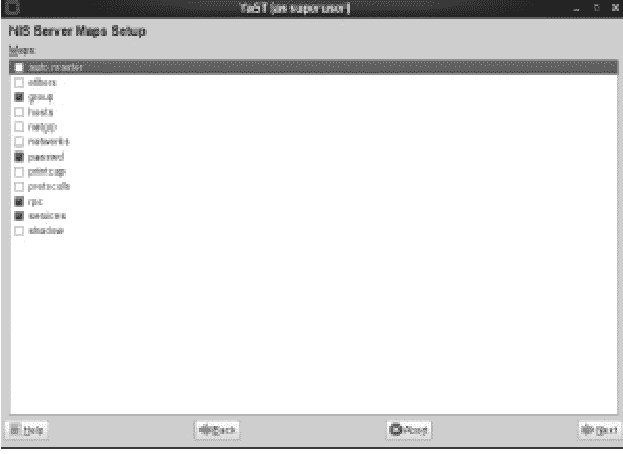 YaST (as superuser)
NIS Server Maps Setup
Maps:
auto.master
ethers
group
hosts
netgrp
networks
passwd
printcap
protocols
rpc
services
shadow
Help
Back
Abort
Next